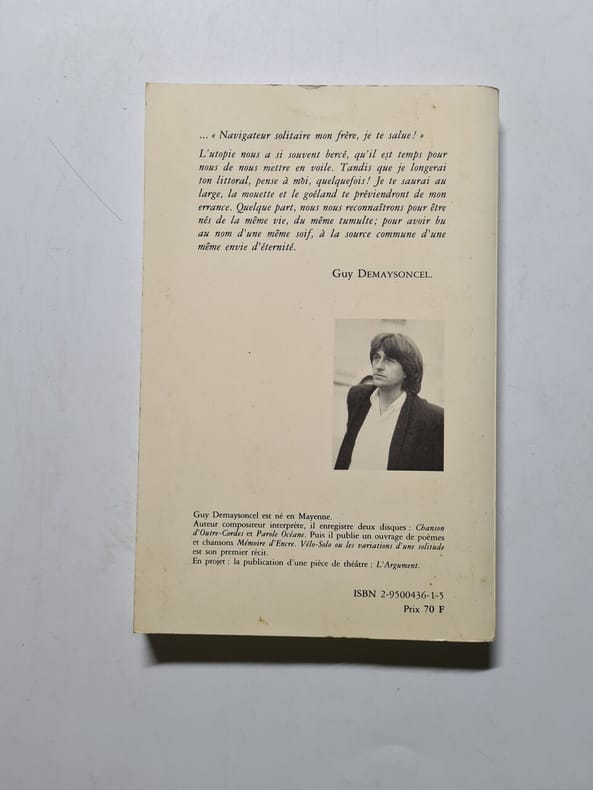 ... « Navigateur solitaire mon frère, je te salue ! »
L'utopie nous a si souvent bercé, qu'il est temps pour
nous de nous mettre en voile. Tandis que je longerai
ton littoral, pense à moi, quelquefois ! Je te saurai au
large, la mouette et le goéland te préviendront de mon
errance. Quelque part, nous nous reconnaîtrons pour être
nés de la même vie, du même tumulte ; pour avoir bu
au nom d'une même soif, à la source commune d'une
même envie d'éternité.
Guy DEMAYSONCEL.
Guy Demaysoncel est né en Mayenne.
Auteur compositeur interprète, il enregistre deux disques : Chanson
d'Outre-Cordes et Parole Océane. Puis il publie un ouvrage de poèmes
et chansons Mémoire d'Encre. Vélo-Solo ou les variations d'une solitude
est son premier récit.
En projet : la publication d'une pièce de théâtre : L'Argument.
ISBN 2-9500436-1-5
Prix 70 F